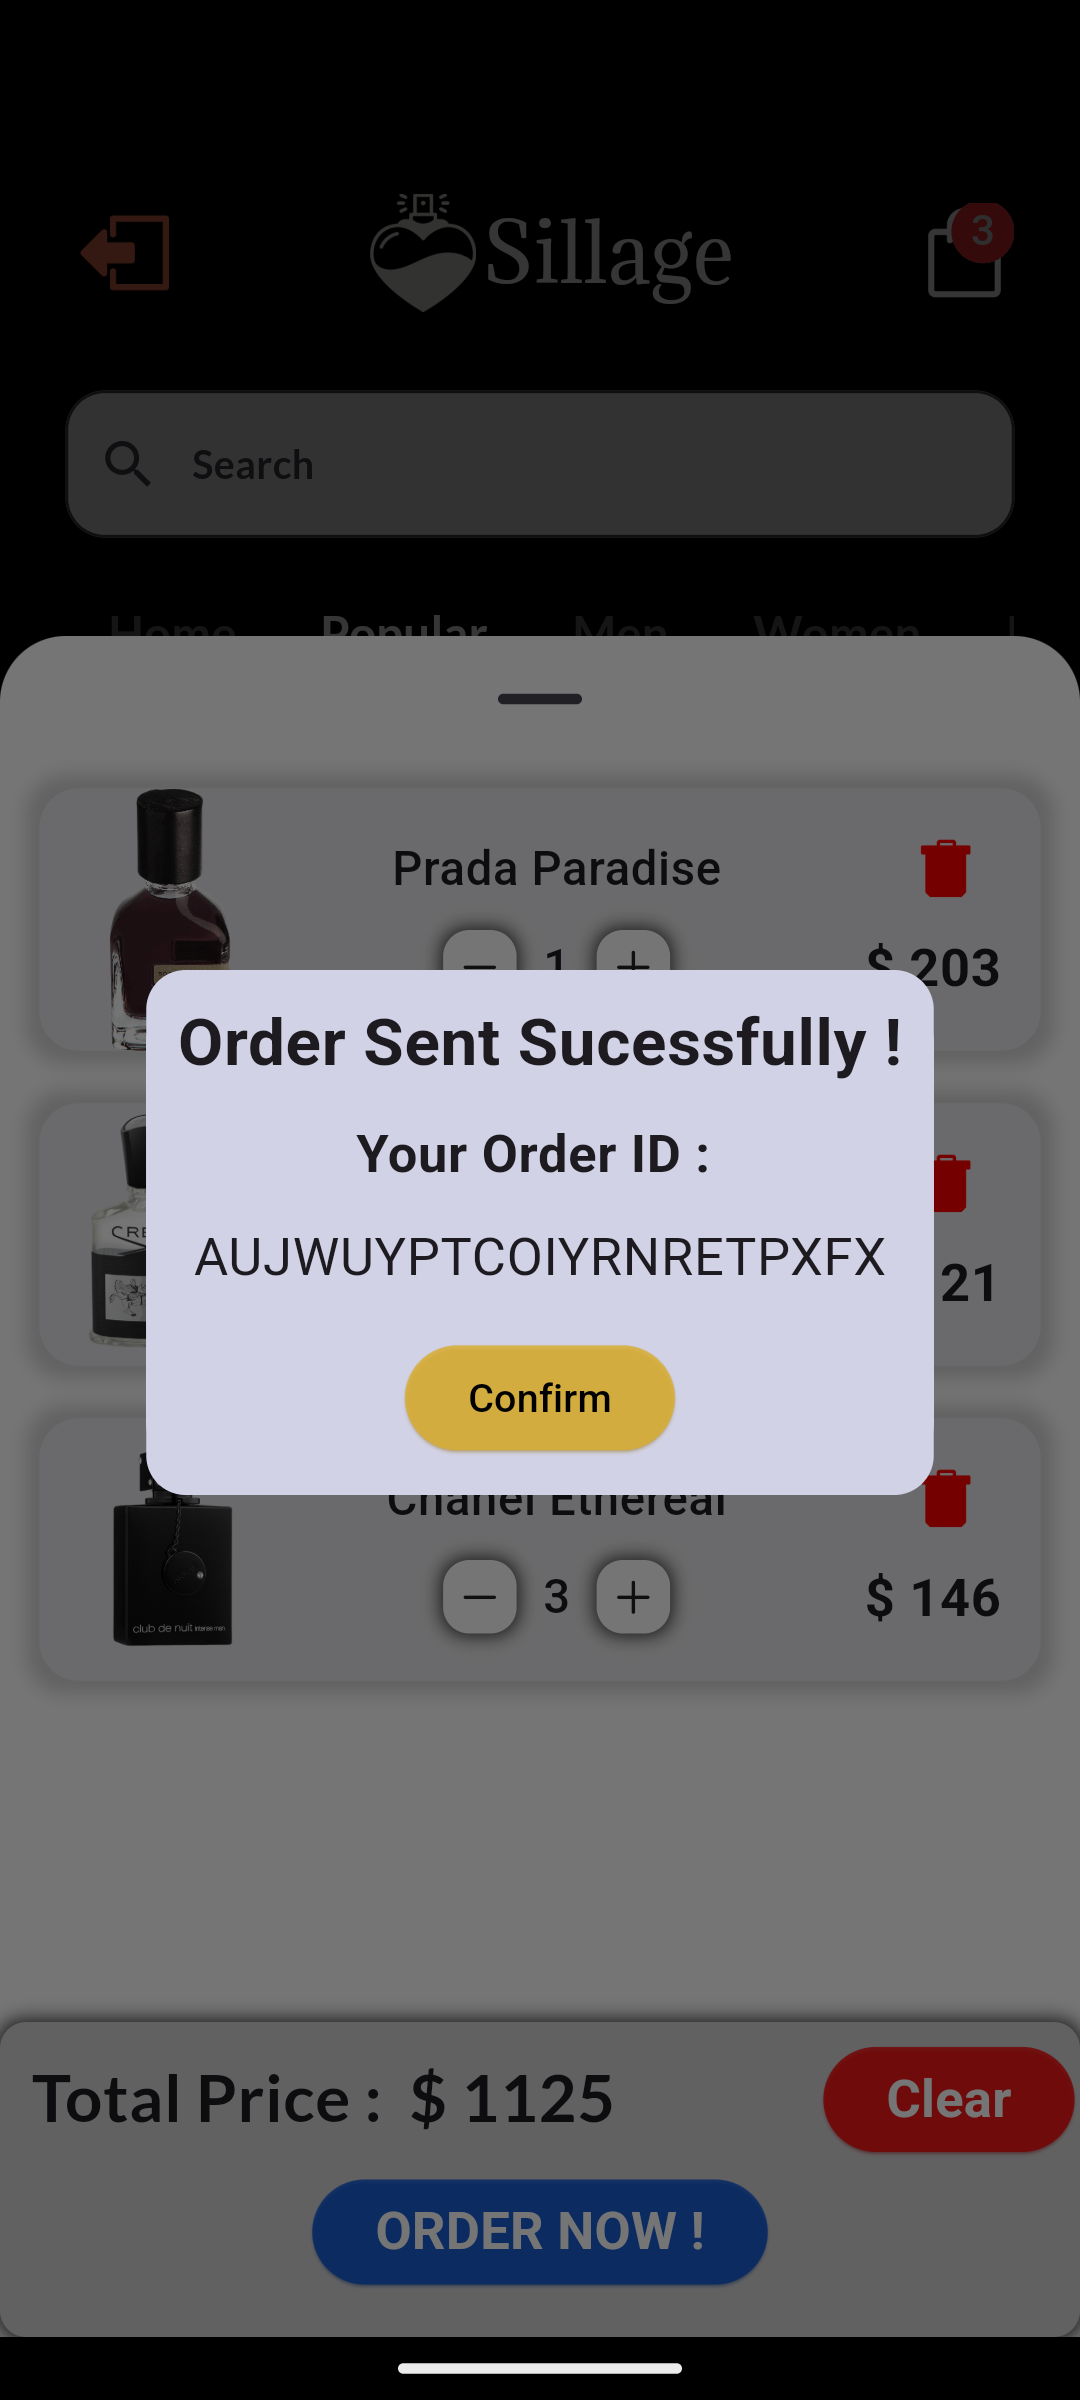 Sillage
3
Search
Home Popular Men Women
Prada Paradise
1
$ 203
Order Sent Sucessfully !
Your Order ID :
AUJWUYPTCOIYRNRETPXFX
21
Confirm
Chanel Ethereal
3
$ 146
club de nuit intense man
Total Price : $ 1125
Clear
ORDER NOW !